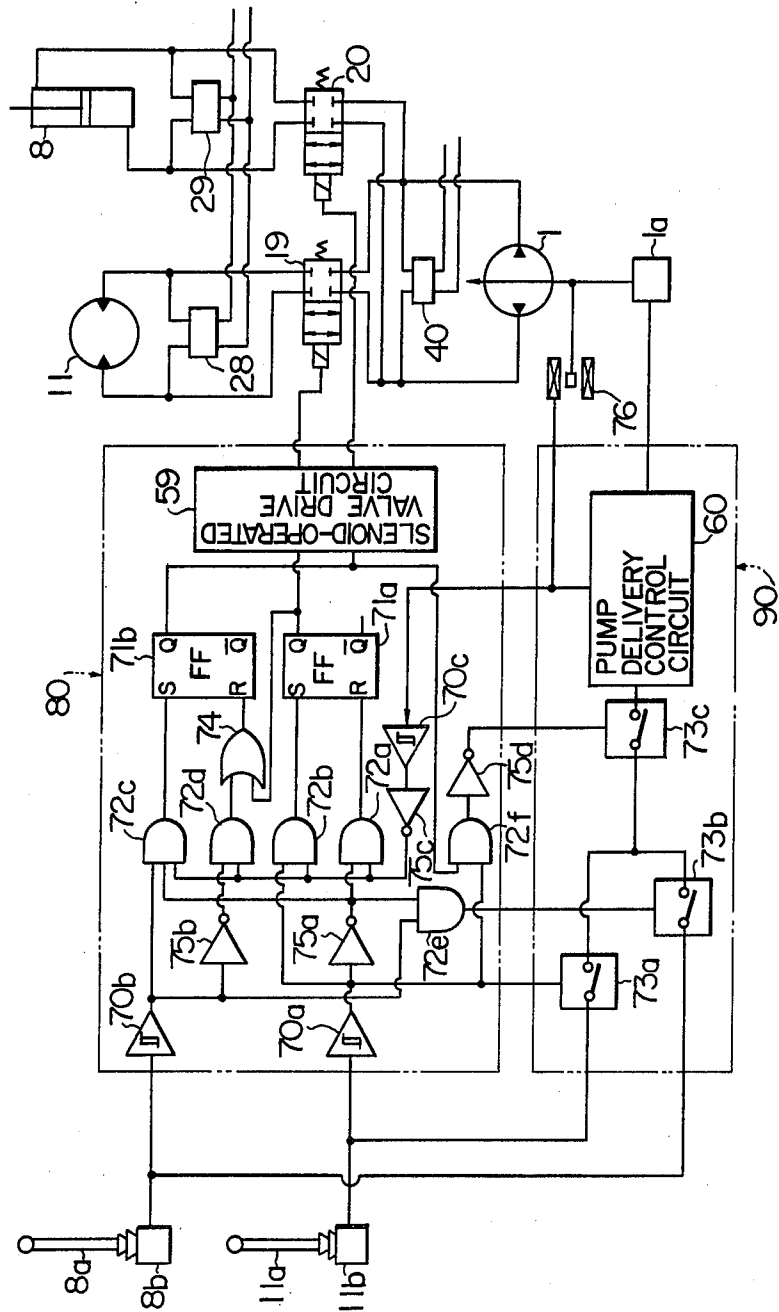 8
29
20
11
28
19
40
1
1a
76
80
59
SLENOID-OPERATED
VALVE DRIVE
CIRCUIT
71b
S
Q
FF
R
Q̅
71a
S
Q
FF
R
Q̅
74
72c
72d
72b
72a
70c
75c
75d
72f
72e
75b
75a
70b
70a
PUMP
DELIVERY
CONTROL
CIRCUIT
60
90
73c
73b
73a
8a
8b
11a
11b